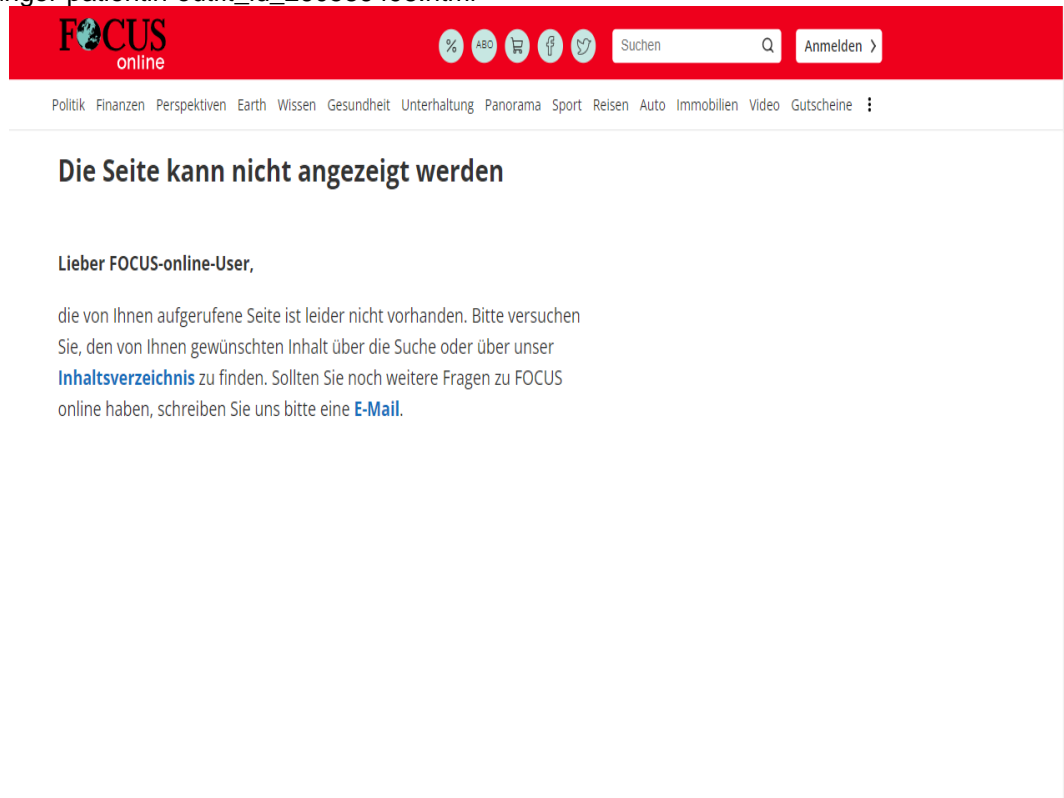 FOCUS
online
% ABO Suchen Anmelden
Politik Finanzen Perspektiven Earth Wissen Gesundheit Unterhaltung Panorama Sport Reisen Auto Immobilien Video Gutscheine
Die Seite kann nicht angezeigt werden
Lieber FOCUS-online-User,
die von Ihnen aufgerufene Seite ist leider nicht vorhanden. Bitte versuchen
Sie, den von Ihnen gewünschten Inhalt über die Suche oder über unser
Inhaltsverzeichnis zu finden. Sollten Sie noch weitere Fragen zu FOCUS
online haben, schreiben Sie uns bitte eine E-Mail.